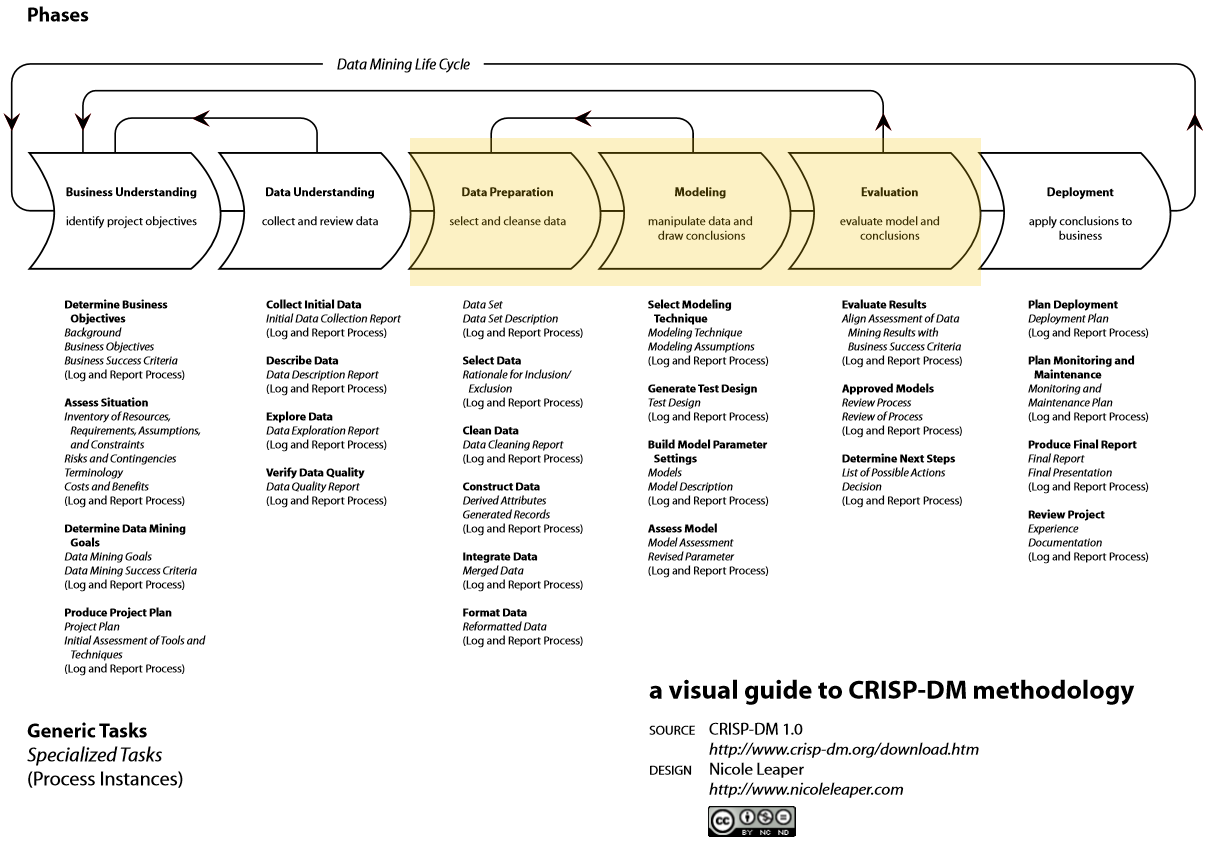 Phases
Data Mining Life Cycle
Business Understanding
identify project objectives
Data Understanding
collect and review data
Data Preparation
select and cleanse data
Modeling
manipulate data and
draw conclusions
Evaluation
evaluate model and
conclusions
Deployment
apply conclusions to
business
Determine Business
Objectives
Background
Business Objectives
Business Success Criteria
(Log and Report Process)
Assess Situation
Inventory of Resources,
Requirements, Assumptions,
and Constraints
Risks and Contingencies
Terminology
Costs and Benefits
(Log and Report Process)
Determine Data Mining
Goals
Data Mining Goals
Data Mining Success Criteria
(Log and Report Process)
Produce Project Plan
Project Plan
Initial Assessment of Tools and
Techniques
(Log and Report Process)
Collect Initial Data
Initial Data Collection Report
(Log and Report Process)
Describe Data
Data Description Report
(Log and Report Process)
Explore Data
Data Exploration Report
(Log and Report Process)
Verify Data Quality
Data Quality Report
(Log and Report Process)
Data Set
Data Set Description
(Log and Report Process)
Select Data
Rationale for Inclusion/
Exclusion
(Log and Report Process)
Clean Data
Data Cleaning Report
(Log and Report Process)
Construct Data
Derived Attributes
Generated Records
(Log and Report Process)
Integrate Data
Merged Data
(Log and Report Process)
Format Data
Reformatted Data
(Log and Report Process)
Select Modeling
Technique
Modeling Technique
Modeling Assumptions
(Log and Report Process)
Generate Test Design
Test Design
(Log and Report Process)
Build Model Parameter
Settings
Models
Model Description
(Log and Report Process)
Assess Model
Model Assessment
Revised Parameter
(Log and Report Process)
Evaluate Results
Align Assessment of Data
Mining Results with
Business Success Criteria
(Log and Report Process)
Approved Models
Review Process
Review of Process
(Log and Report Process)
Determine Next Steps
List of Possible Actions
Decision
(Log and Report Process)
Plan Deployment
Deployment Plan
(Log and Report Process)
Plan Monitoring and
Maintenance
Monitoring and
Maintenance Plan
(Log and Report Process)
Produce Final Report
Final Report
Final Presentation
(Log and Report Process)
Review Project
Experience
Documentation
(Log and Report Process)
Generic Tasks
Specialized Tasks
(Process Instances)
a visual guide to CRISP-DM methodology
SOURCE CRISP-DM 1.0
http://www.crisp-dm.org/download.htm
DESIGN Nicole Leaper
http://www.nicoleleaper.com
cc
BY NC ND